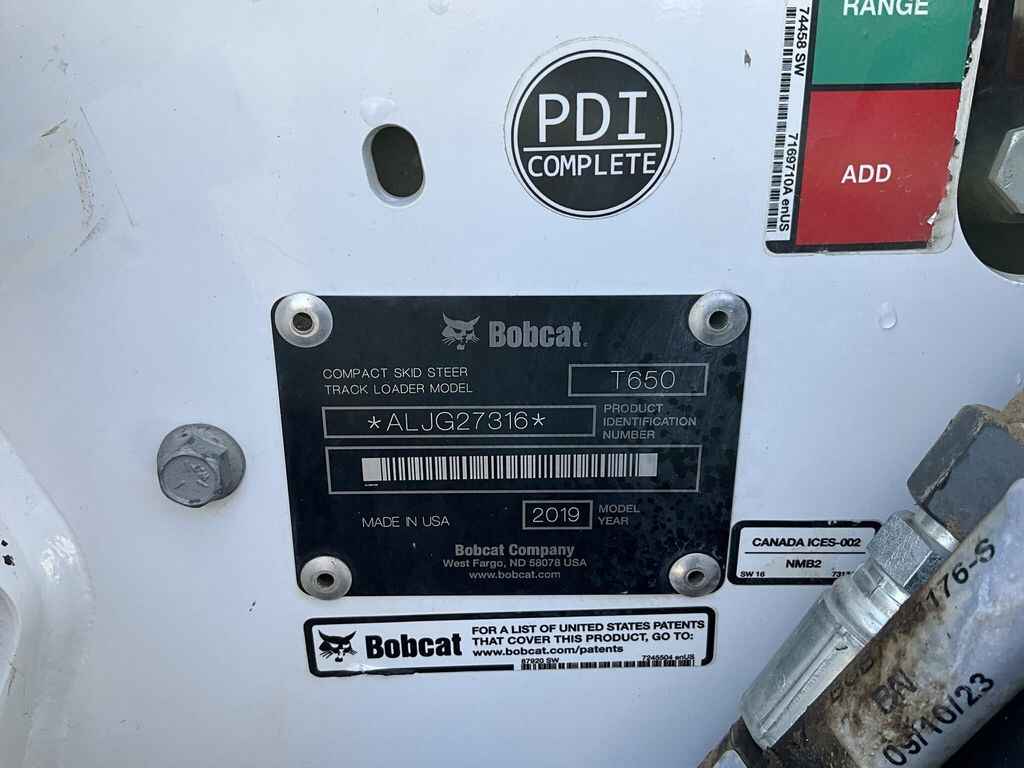 RANGE
ADD
74458 SW
7169710A enUS
PDI
COMPLETE
Bobcat
COMPACT SKID STEER
TRACK LOADER MODEL
T650
*ALJG27316*
PRODUCT
IDENTIFICATION
NUMBER
MADE IN USA
2019
MODEL
YEAR
Bobcat Company
West Fargo, ND 58078 USA
www.bobcat.com
CANADA ICES-002
NMB2
SW 16
Bobcat
FOR A LIST OF UNITED STATES PATENTS
THAT COVER THIS PRODUCT, GO TO:
www.bobcat.com/patents
87920 SW
7245504 enUS
176-S
BN
09/10/23